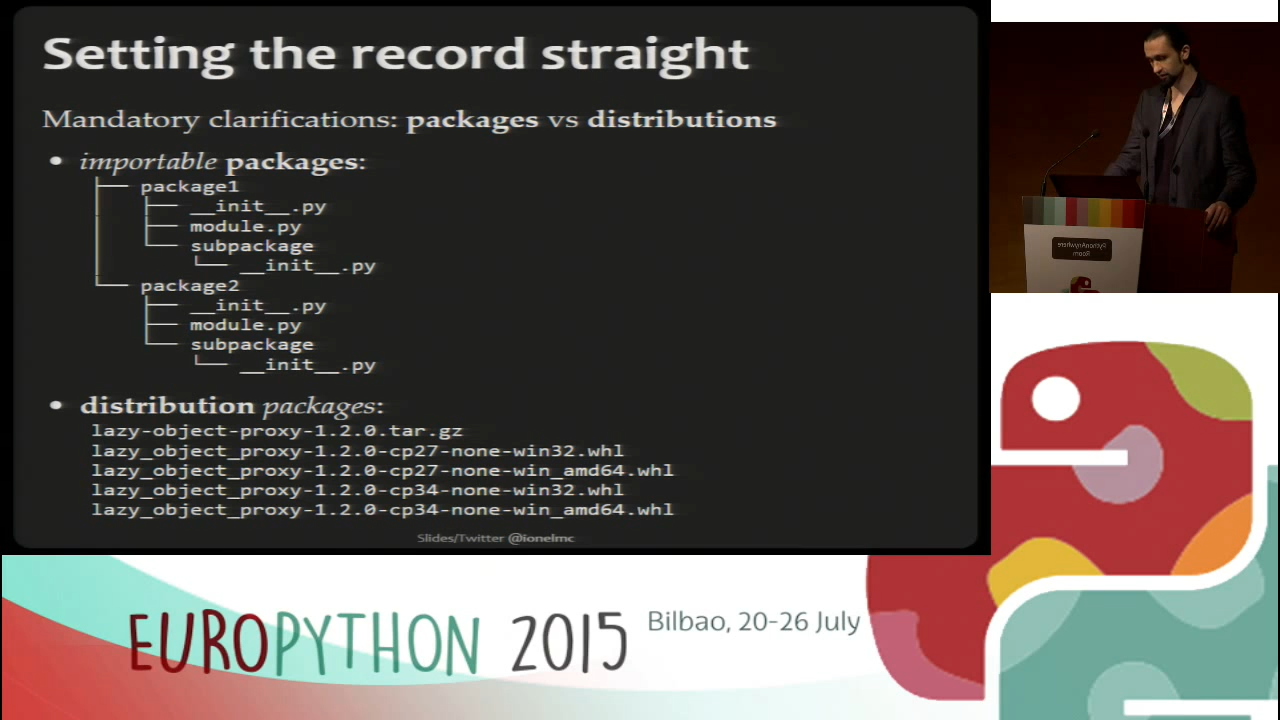 Setting the record straight
Mandatory clarifications: packages vs distributions
• importable packages:
├── package1
│   ├── __init__.py
│   ├── module.py
│   └── subpackage
│       └── __init__.py
└── package2
    ├── __init__.py
    ├── module.py
    └── subpackage
        └── __init__.py
• distribution packages:
lazy-object-proxy-1.2.0.tar.gz
lazy_object_proxy-1.2.0-cp27-none-win32.whl
lazy_object_proxy-1.2.0-cp27-none-win_amd64.whl
lazy_object_proxy-1.2.0-cp34-none-win32.whl
lazy_object_proxy-1.2.0-cp34-none-win_amd64.whl
Slides/Twitter @ionelmc
PythonAnywhere
Room
EUROPYTHON 2015
Bilbao, 20-26 July